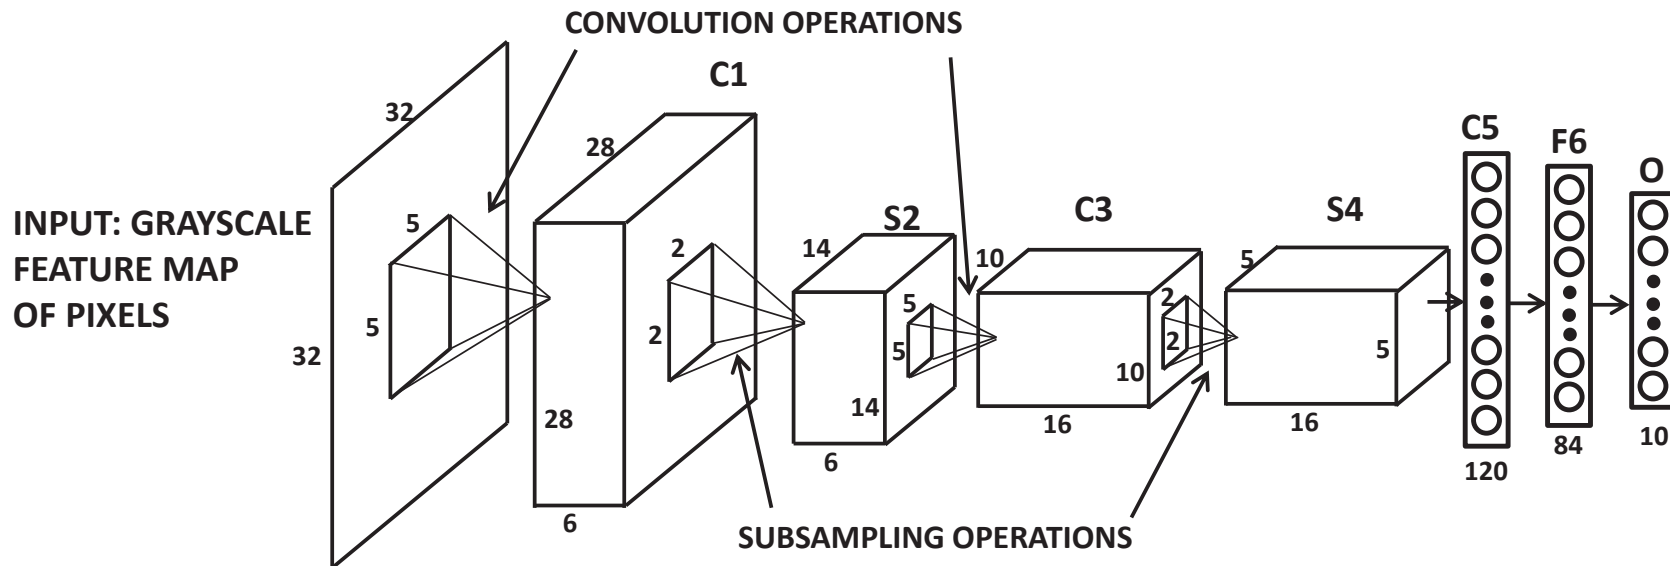 CONVOLUTION OPERATIONS
C1
32
28
C5
F6
O
INPUT: GRAYSCALE
FEATURE MAP
OF PIXELS
5
5
32
2
2
S2
14
C3
10
S4
5
5
5
2
2
10
5
28
14
6
16
16
6
120
84
10
SUBSAMPLING OPERATIONS